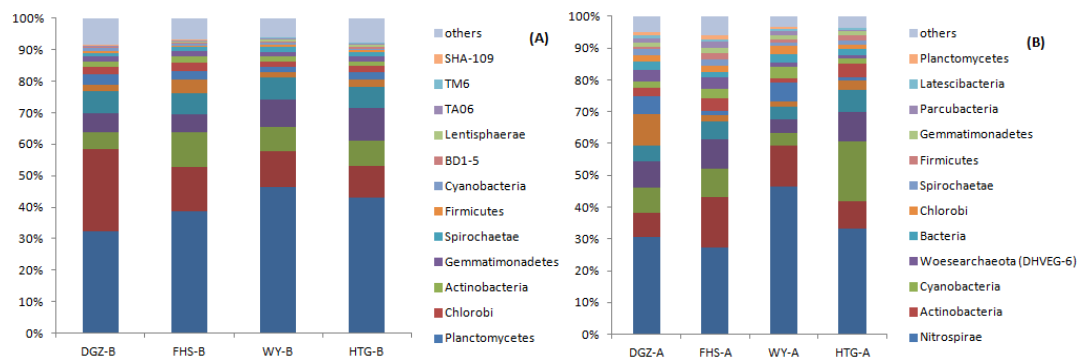 100%
90%
80%
70%
60%
50%
40%
30%
20%
10%
0%
DGZ-B FHS-B WY-B HTG-B
(A)
others
SHA-109
TM6
TA06
Lentisphaerae
BD1-5
Cyanobacteria
Firmicutes
Spirochaetae
Gemmatimonadetes
Actinobacteria
Chlorobi
Planctomycetes
100%
90%
80%
70%
60%
50%
40%
30%
20%
10%
0%
DGZ-A FHS-A WY-A HTG-A
(B)
others
Planctomycetes
Latescibacteria
Parcubacteria
Gemmatimonadetes
Firmicutes
Spirochaetae
Chlorobi
Bacteria
Woesearchaeota (DHVEG-6)
Cyanobacteria
Actinobacteria
Nitrospirae